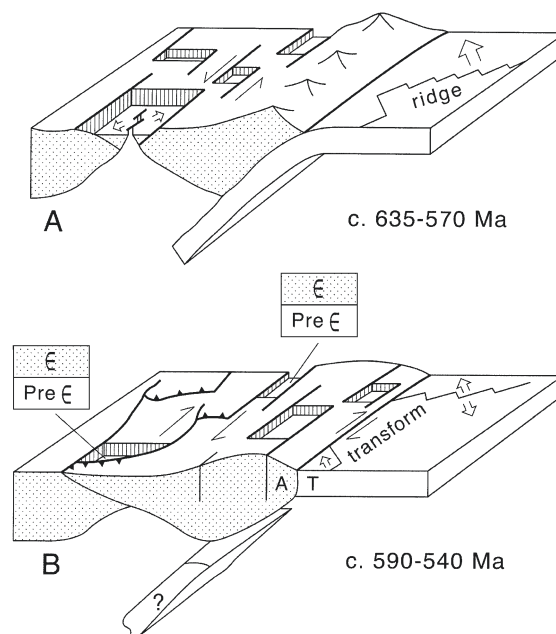 ridge
A
c. 635-570 Ma
Є
Pre Є
Є
Pre Є
transform
A T
B
?
c. 590-540 Ma